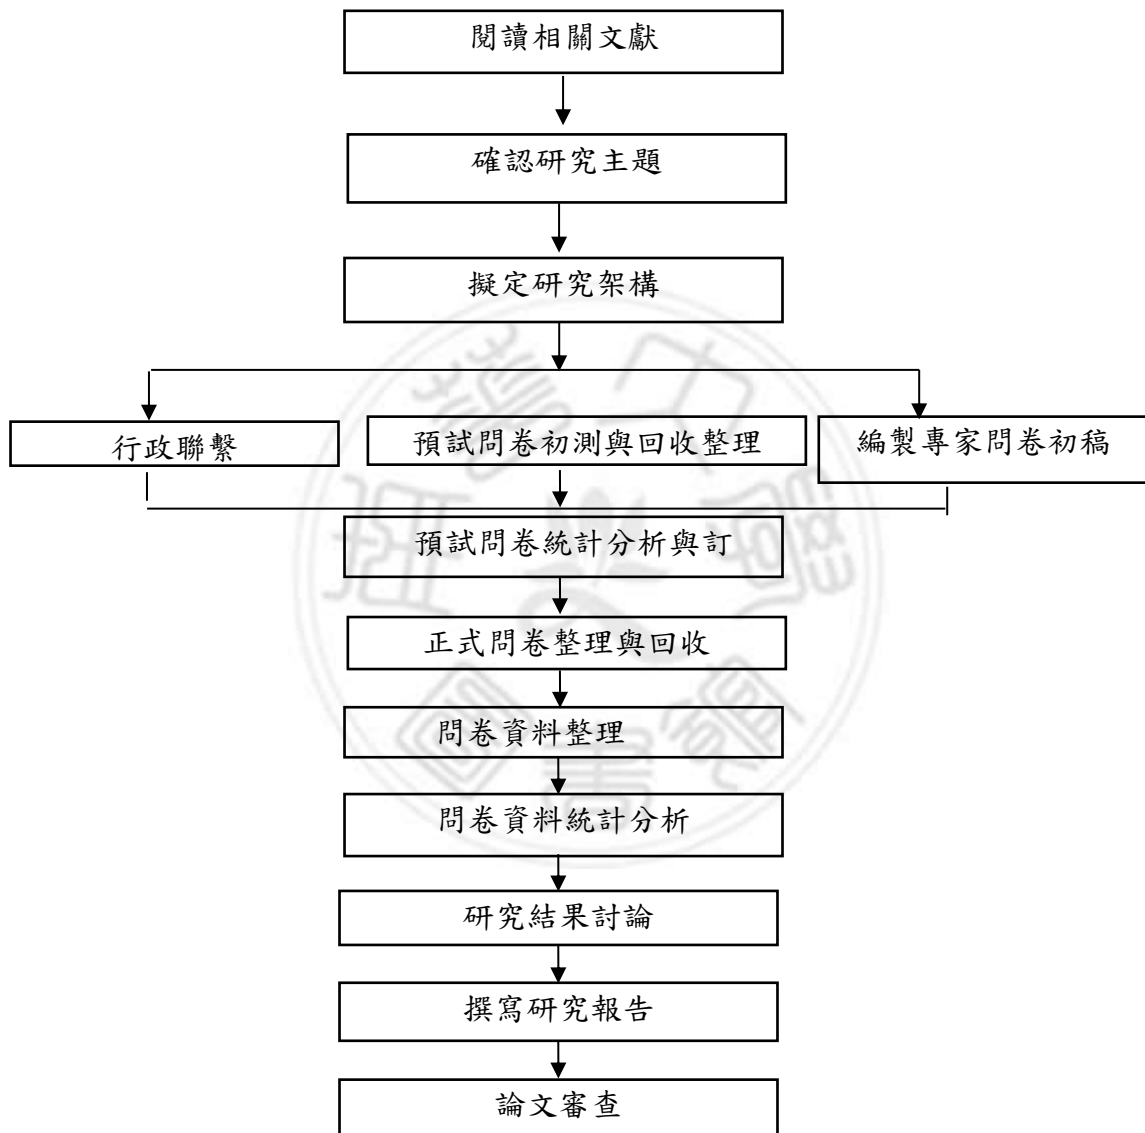 閱讀相關文獻
確認研究主題
擬定研究架構
行政聯繫
預試問卷初測與回收整理
編製專家問卷初稿
預試問卷統計分析與訂
正式問卷整理與回收
問卷資料整理
問卷資料統計分析
研究結果討論
撰寫研究報告
論文審查